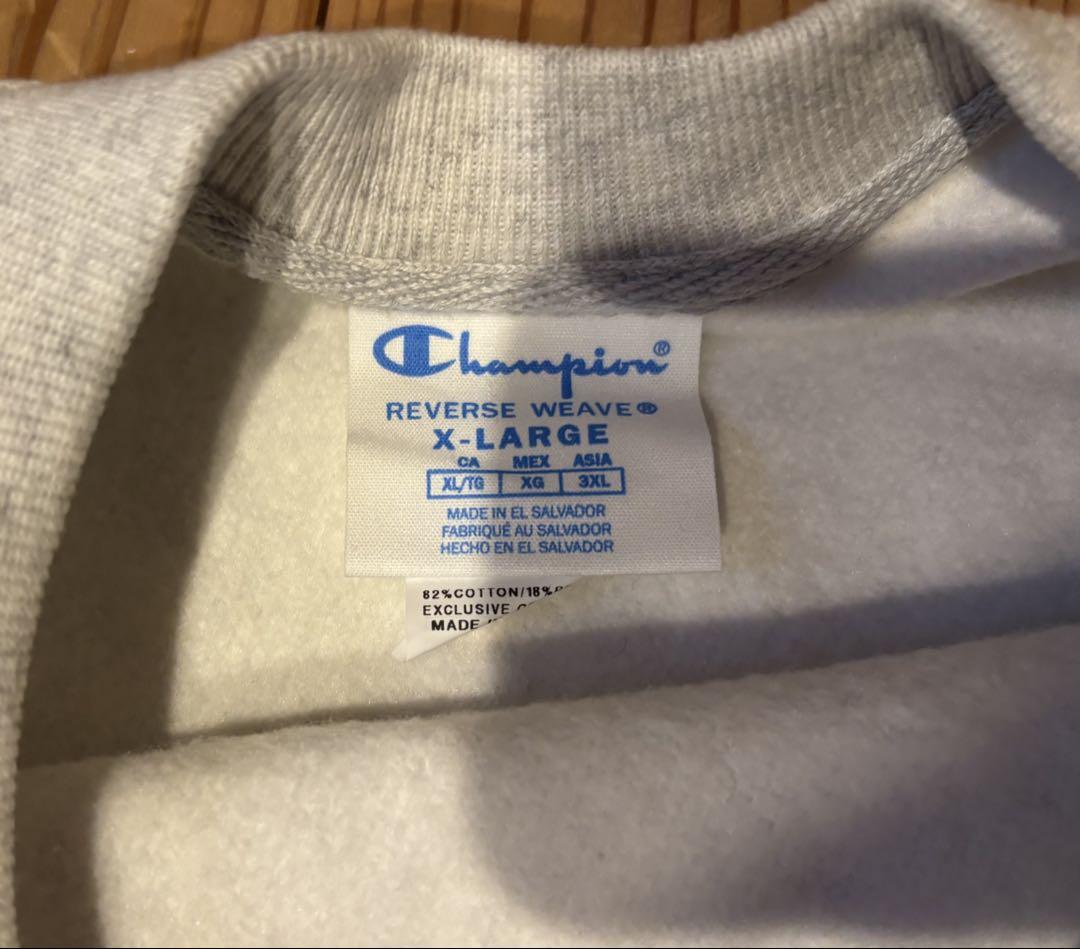 Champion®
REVERSE WEAVE®
X-LARGE
CA MEX ASIA
XL/TG XG 3XL
MADE IN EL SALVADOR
FABRIQUÉ AU SALVADOR
HECHO EN EL SALVADOR
82%COTTON/18%
EXCLUSIVE
MADE